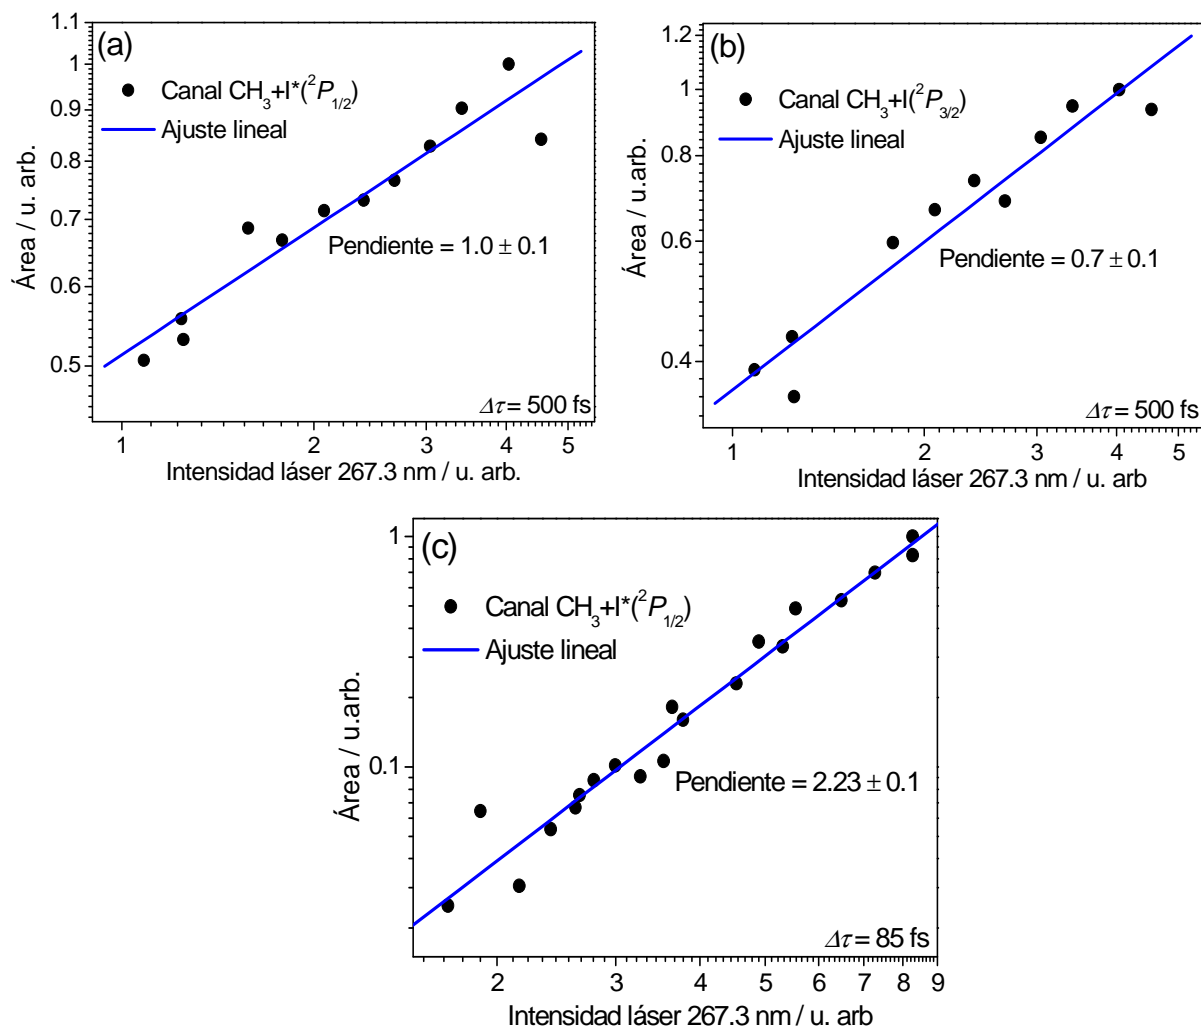 (a)
Canal CH₃+I*(²P₁/₂)
Ajuste lineal
Pendiente = 1.0 ± 0.1
Δτ = 500 fs
1.1
1
0.9
0.8
0.7
0.6
0.5
1 2 3 4 5
Área / u. arb.
Intensidad láser 267.3 nm / u. arb.
(b)
Canal CH₃+I(²P₃/₂)
Ajuste lineal
Pendiente = 0.7 ± 0.1
Δτ = 500 fs
1.2
1
0.8
0.6
0.4
1 2 3 4 5
Área / u.arb.
Intensidad láser 267.3 nm / u. arb
(c)
Canal CH₃+I*(²P₁/₂)
Ajuste lineal
Pendiente = 2.23 ± 0.1
Δτ = 85 fs
1
0.1
2 3 4 5 6 7 8 9
Área / u.arb.
Intensidad láser 267.3 nm / u. arb